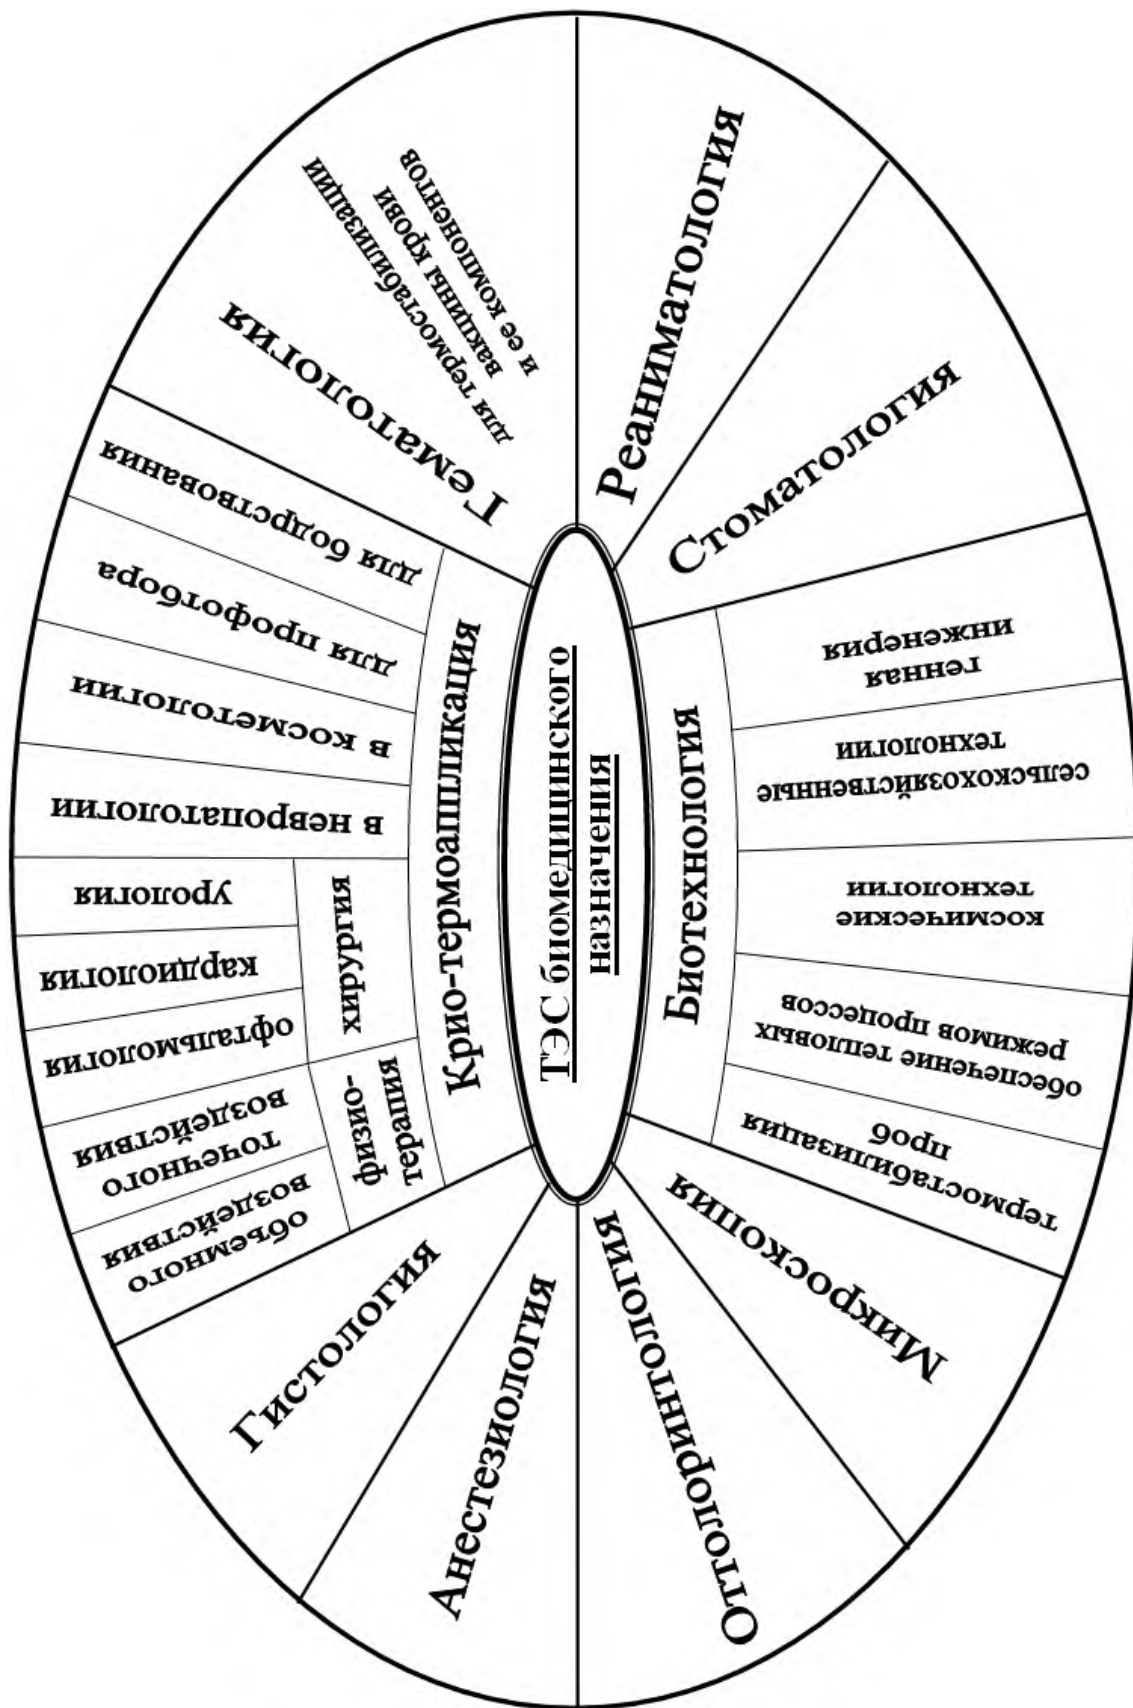 ТЭС биомедицинского
назначения
Реаниматология
Стоматология
Биотехнология
генная
инженерия
сельскохозяйственные
технологии
космические
технологии
обеспечение тепловых
режимов процессов
термостабилизация
проб
Микроскопия
Оттолориптология
Анестезиология
Гистология
Крио-термоаппликация
физио-
терапия
объемного
воздействия
точечного
воздействия
хирургия
офтальмология
кардиология
урология
в невропатологии
в косметологии
для профотбора
для бодрствования
Гематология
для термостабилизации
вакцины крови
и ее компонентов